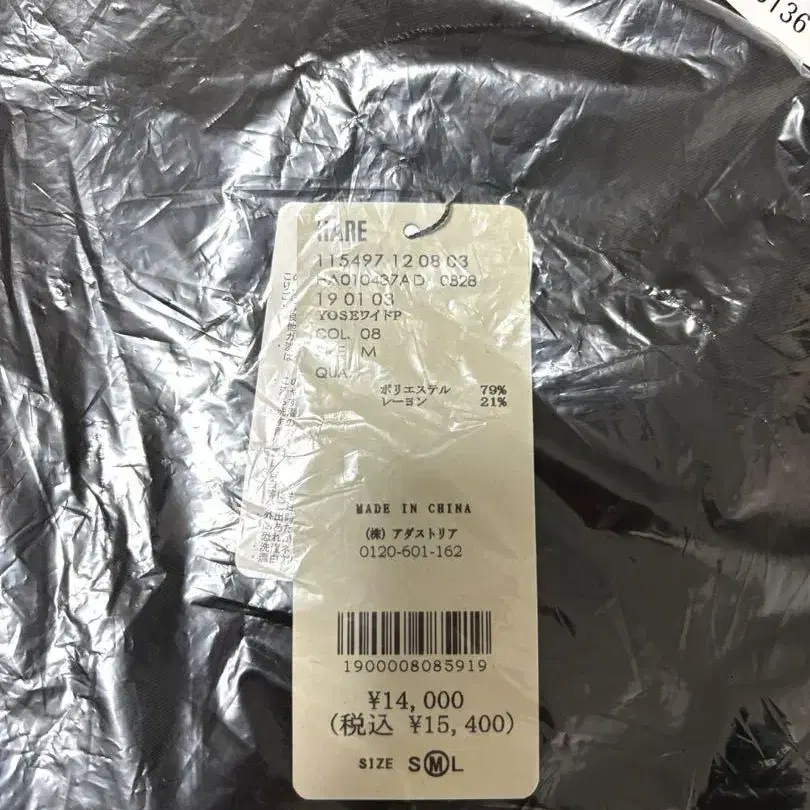 HARE
115497 12 08 03
HA010437AD 0828
19 01 03
YOSEワイドP
COL. 08
M
QUA
ポリエステル 79%
レーヨン 21%
MADE IN CHINA
(株) アダストリア
0120-601-162
1900008085919
¥14,000
(税込 ¥15,400)
SIZE S M L